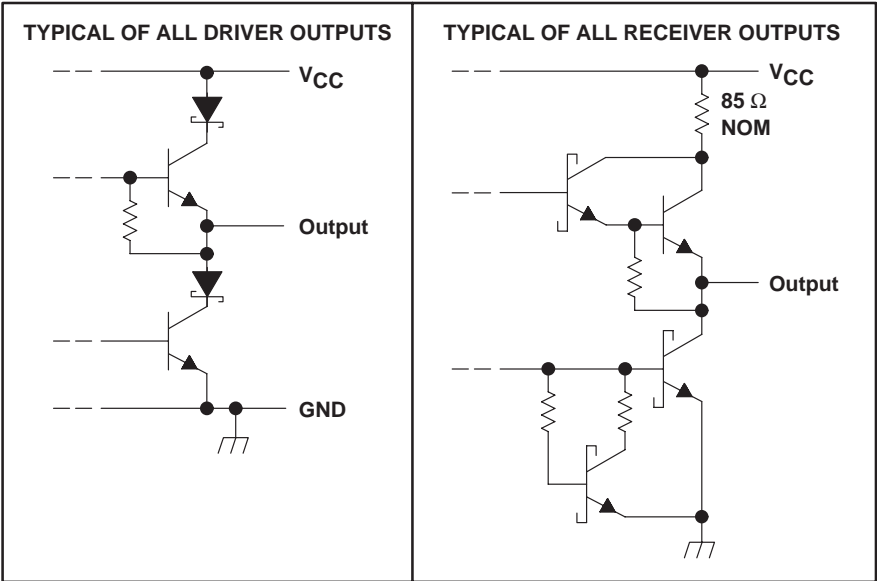 TYPICAL OF ALL DRIVER OUTPUTS
VCC
Output
GND
TYPICAL OF ALL RECEIVER OUTPUTS
VCC
85 Ω
NOM
Output